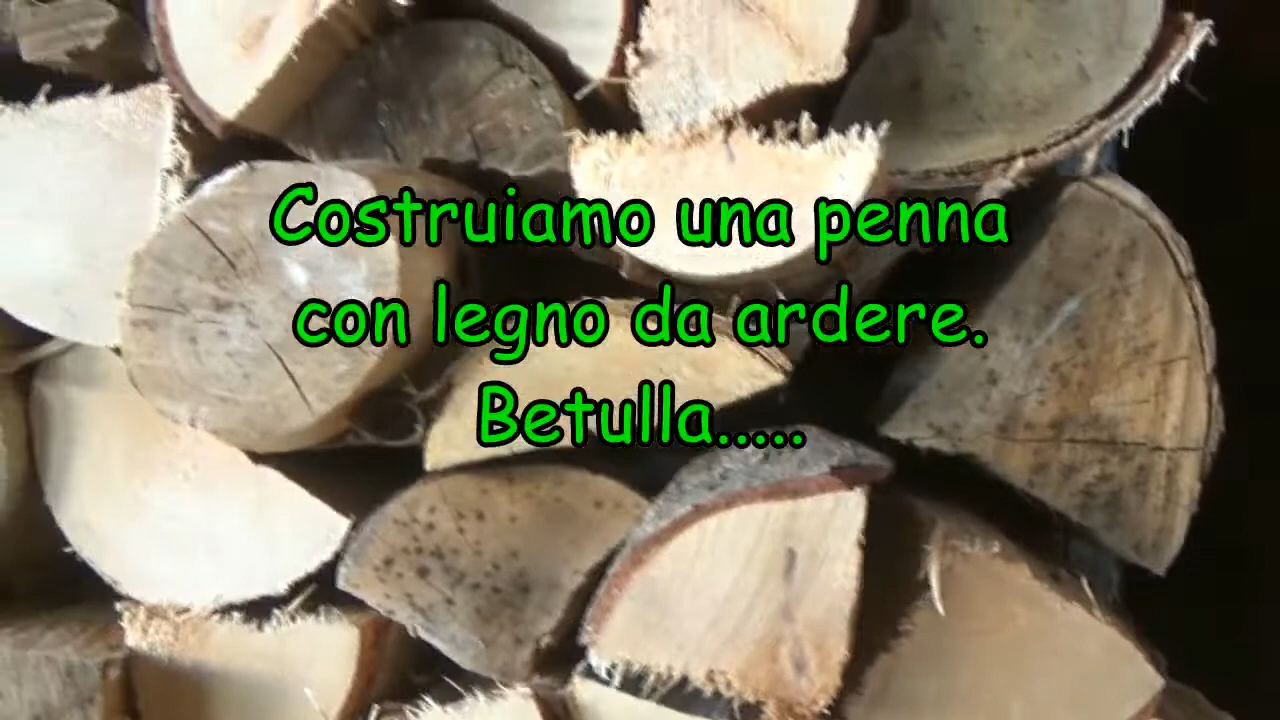 Costruiamo una penna
con legno da ardere.
Betulla.....